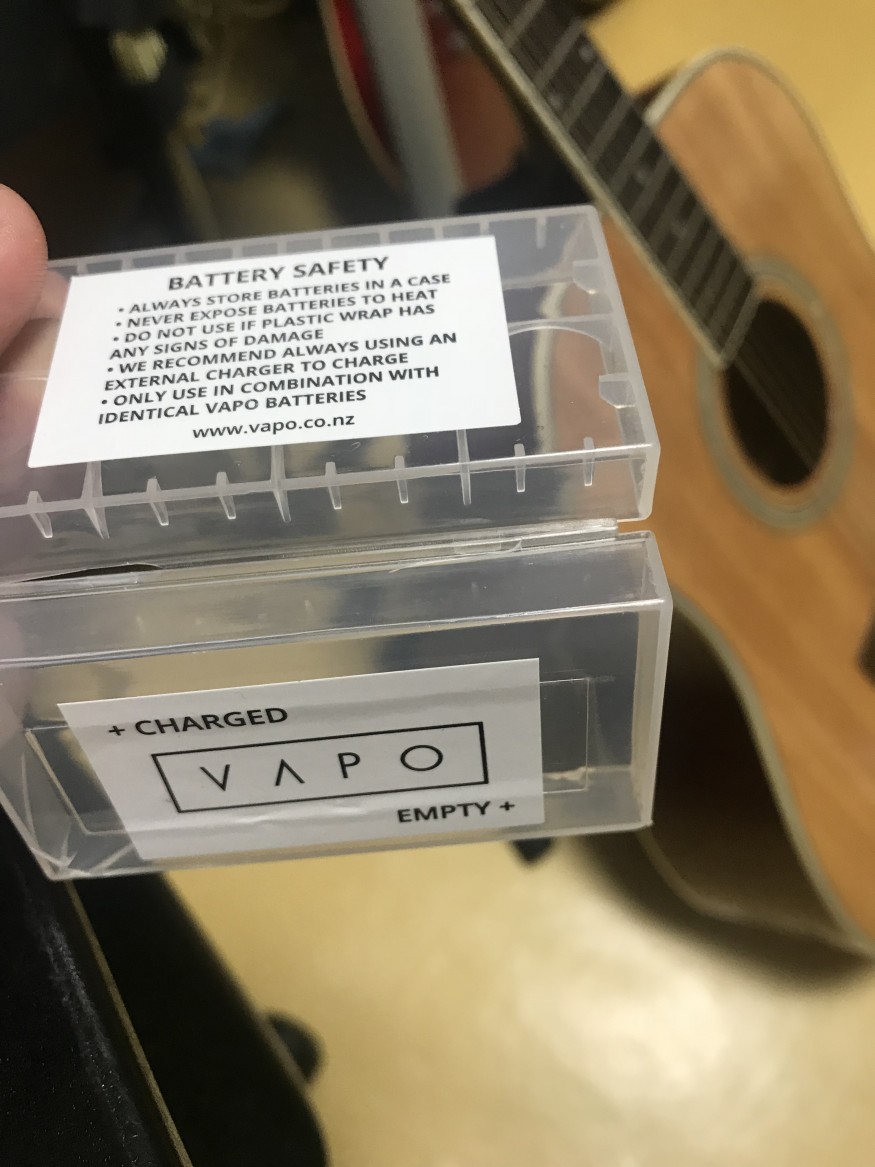 BATTERY SAFETY
• ALWAYS STORE BATTERIES IN A CASE
• NEVER EXPOSE BATTERIES TO HEAT
• DO NOT USE IF PLASTIC WRAP HAS
ANY SIGNS OF DAMAGE
• WE RECOMMEND ALWAYS USING AN
EXTERNAL CHARGER TO CHARGE
• ONLY USE IN COMBINATION WITH
IDENTICAL VAPO BATTERIES
www.vapo.co.nz
+ CHARGED
VAPO
EMPTY +